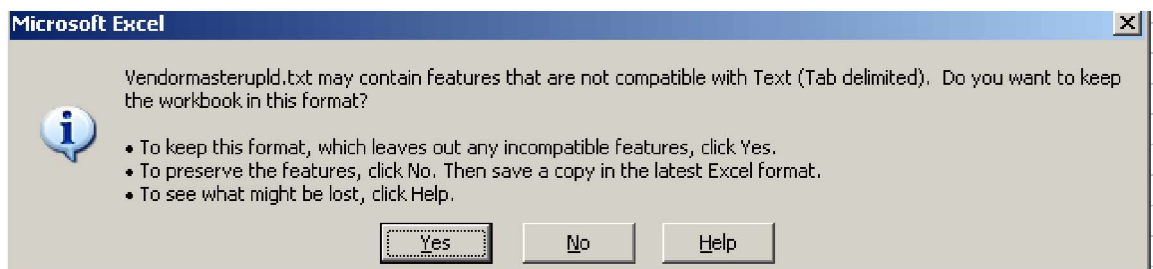 Microsoft Excel
Vendormasterupld.txt may contain features that are not compatible with Text (Tab delimited).  Do you want to keep
the workbook in this format?
• To keep this format, which leaves out any incompatible features, click Yes.
• To preserve the features, click No. Then save a copy in the latest Excel format.
• To see what might be lost, click Help.
Yes No Help